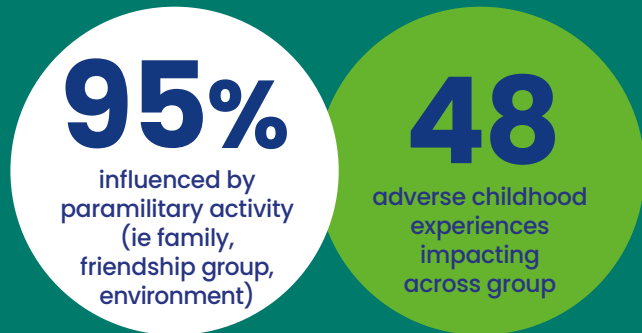 95%
influenced by
paramilitary activity
(ie family,
friendship group,
environment)
48
adverse childhood
experiences
impacting
across group